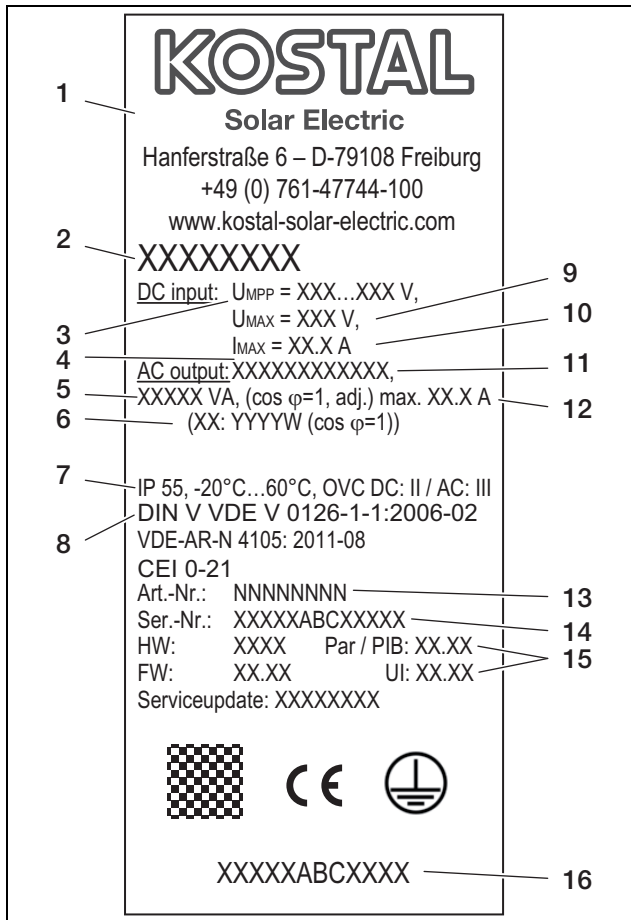 KOSTAL
1
Solar Electric
Hanferstraße 6 – D-79108 Freiburg
+49 (0) 761-47744-100
www.kostal-solar-electric.com
2
XXXXXXXX
9
DC input: UMPP = XXX...XXX V,
3
UMAX = XXX V,
10
IMAX = XX.X A
4
AC output: XXXXXXXXXXXX,
11
5
XXXXX VA, (cos φ=1, adj.) max. XX.X A
12
6
(XX: YYYYW (cos φ=1))
7
IP 55, -20°C...60°C, OVC DC: II / AC: III
DIN V VDE V 0126-1-1:2006-02
8
VDE-AR-N 4105: 2011-08
CEI 0-21
Art.-Nr.: NNNNNNNN
13
Ser.-Nr.: XXXXXABCXXXXX
14
HW: XXXX Par / PIB: XX.XX
15
FW: XX.XX UI: XX.XX
Serviceupdate: XXXXXXXX
CE
XXXXXABCXXXX
16